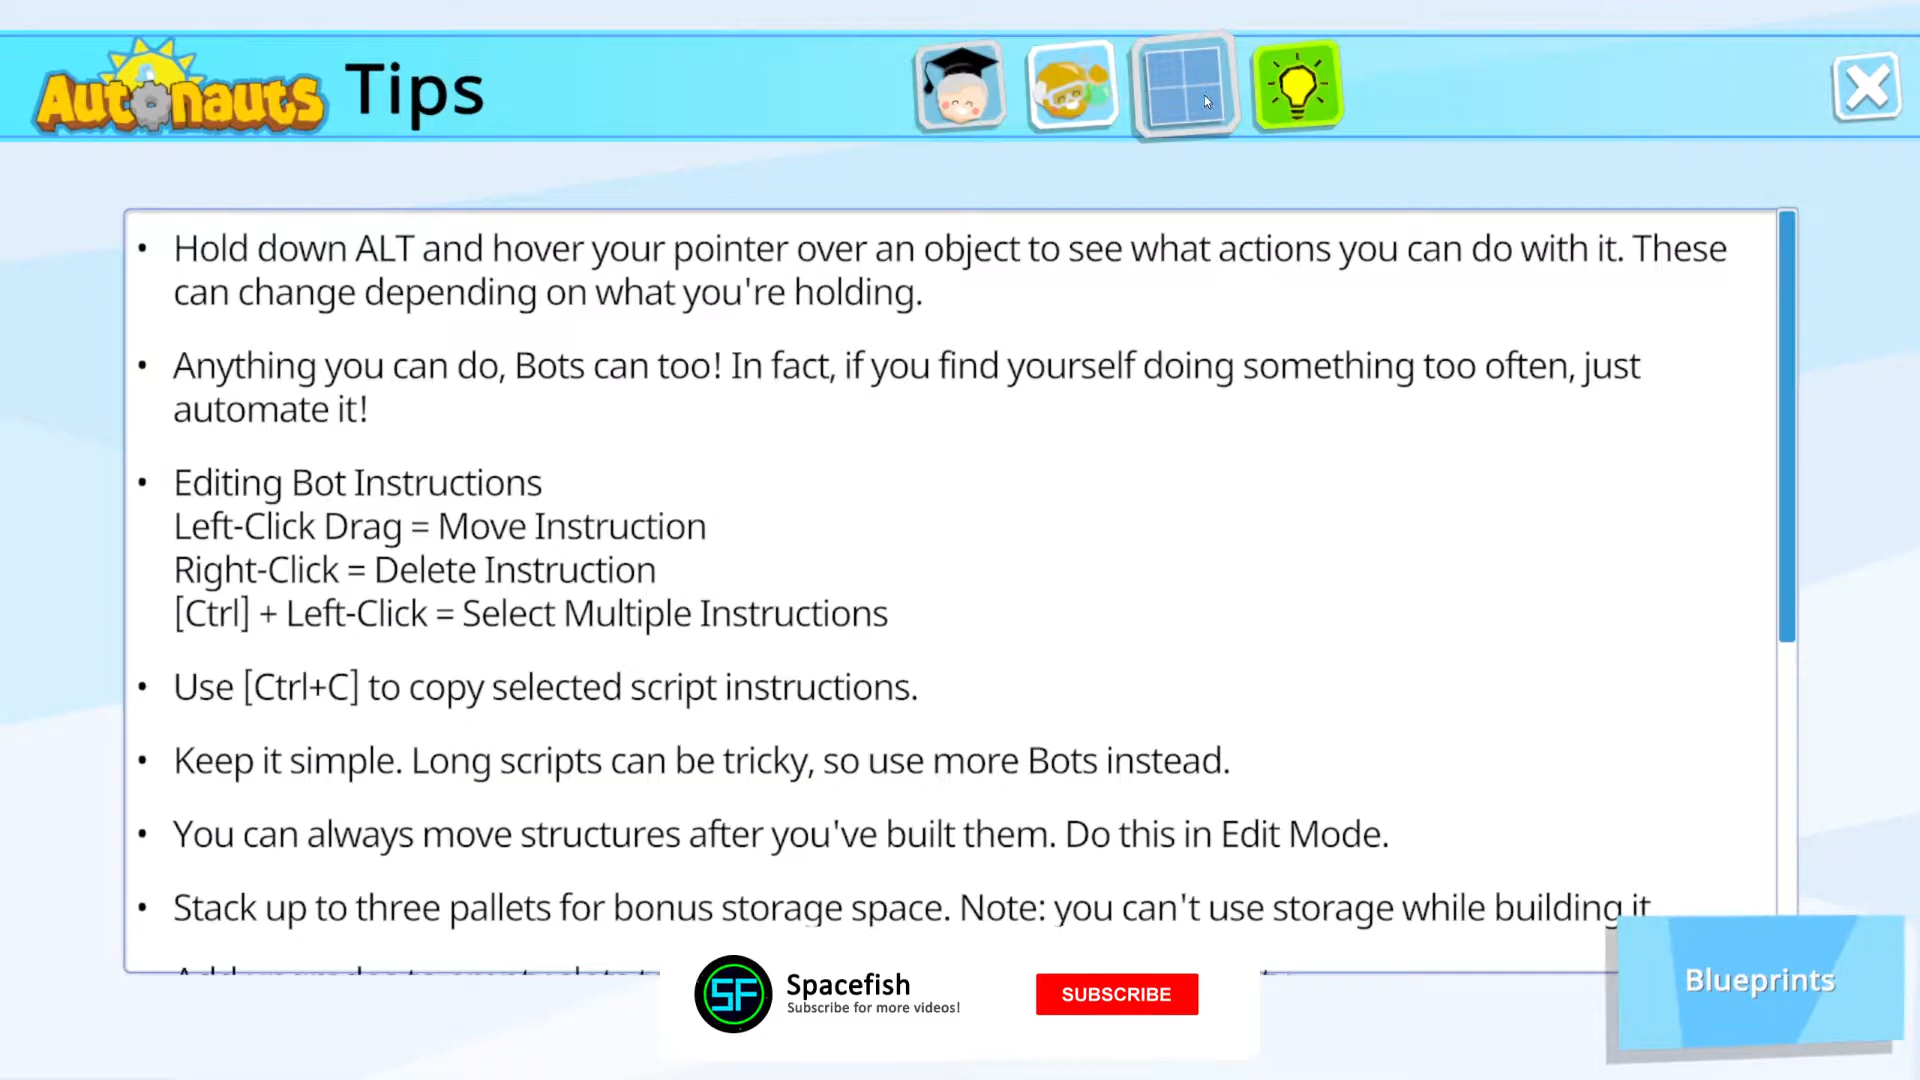 Autonauts Tips
• Hold down ALT and hover your pointer over an object to see what actions you can do with it. These
can change depending on what you're holding.
• Anything you can do, Bots can too! In fact, if you find yourself doing something too often, just
automate it!
• Editing Bot Instructions
Left-Click Drag = Move Instruction
Right-Click = Delete Instruction
[Ctrl] + Left-Click = Select Multiple Instructions
• Use [Ctrl+C] to copy selected script instructions.
• Keep it simple. Long scripts can be tricky, so use more Bots instead.
• You can always move structures after you've built them. Do this in Edit Mode.
• Stack up to three pallets for bonus storage space. Note: you can't use storage while building it
SF
Spacefish
Subscribe for more videos!
SUBSCRIBE
Blueprints